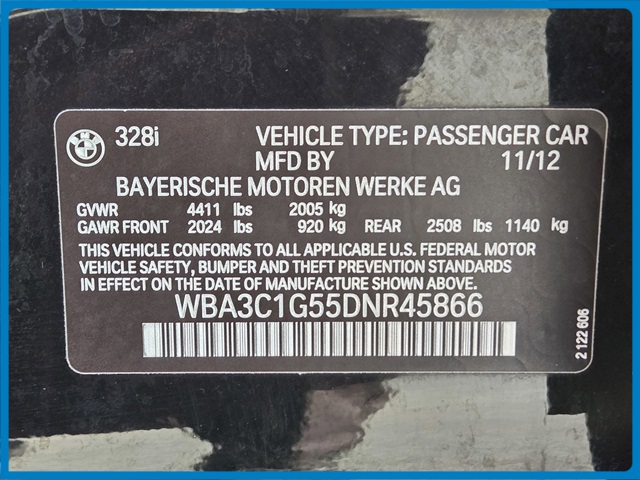 BMW
328i VEHICLE TYPE: PASSENGER CAR
MFD BY 11/12
BAYERISCHE MOTOREN WERKE AG
GVWR 4411 lbs 2005 kg
GAWR FRONT 2024 lbs 920 kg REAR 2508 lbs 1140 kg
THIS VEHICLE CONFORMS TO ALL APPLICABLE U.S. FEDERAL MOTOR
VEHICLE SAFETY, BUMPER AND THEFT PREVENTION STANDARDS
IN EFFECT ON THE DATE OF MANUFACTURE SHOWN ABOVE.
WBA3C1G55DNR45866
2 122 606